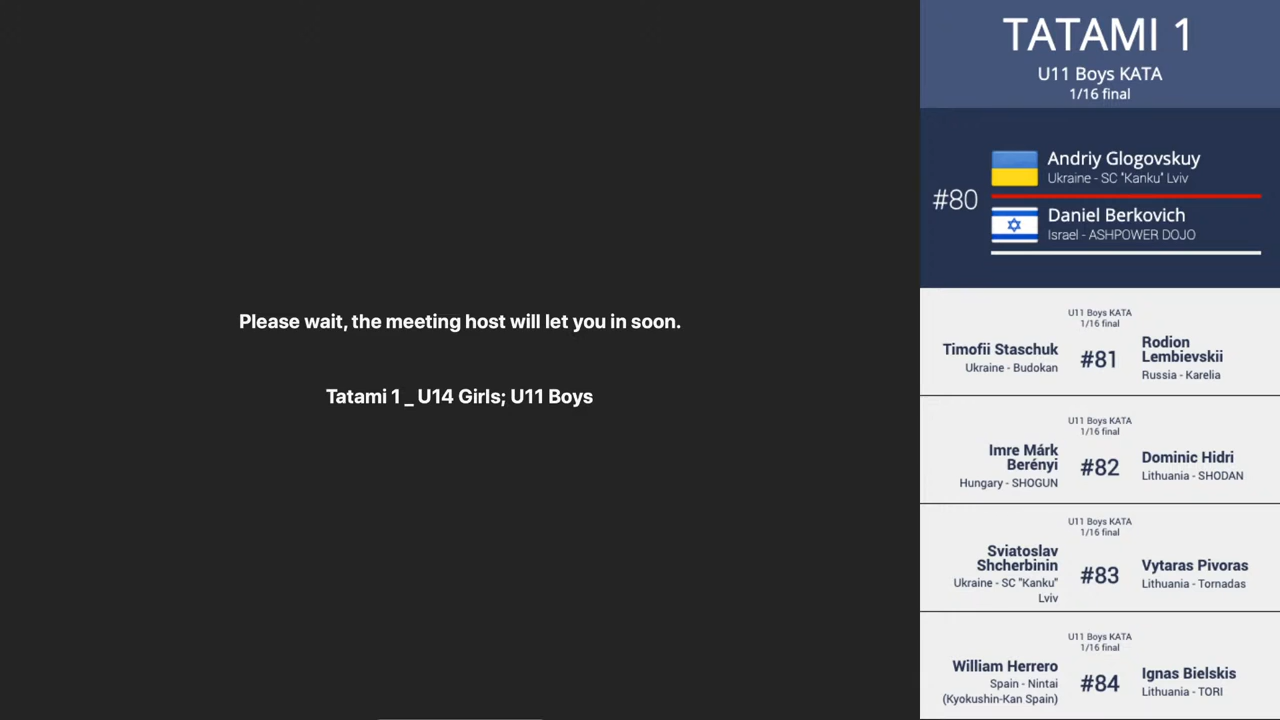 Please wait, the meeting host will let you in soon.
Tatami 1 _ U14 Girls; U11 Boys
TATAMI 1
U11 Boys KATA
1/16 final
#80
Andriy Glogovskuy
Ukraine - SC "Kanku" Lviv
Daniel Berkovich
Israel - ASHPOWER DOJO
U11 Boys KATA
1/16 final
Timofii Staschuk
Ukraine - Budokan
#81
Rodion
Lembievskii
Russia - Karelia
U11 Boys KATA
1/16 final
Imre Márk
Berényi
Hungary - SHOGUN
#82
Dominic Hidri
Lithuania - SHODAN
U11 Boys KATA
1/16 final
Sviatoslav
Shcherbinin
Ukraine - SC "Kanku"
Lviv
#83
Vytaras Pivoras
Lithuania - Tornadas
U11 Boys KATA
1/16 final
William Herrero
Spain - Nintai
(Kyokushin-Kan Spain)
#84
Ignas Bielskis
Lithuania - TORI